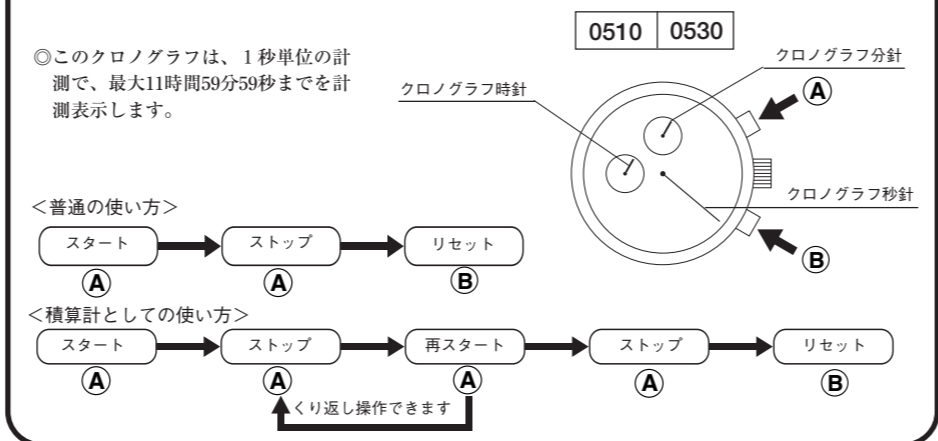 0510 0530
◎このクロノグラフは、1秒単位の計
測で、最大11時間59分59秒までを計
測表示します。
クロノグラフ分針
クロノグラフ時針
A
クロノグラフ秒針
B
＜普通の使い方＞
スタート ストップ リセット
A A B
＜積算計としての使い方＞
スタート ストップ 再スタート ストップ リセット
A A A A B
くり返し操作できます